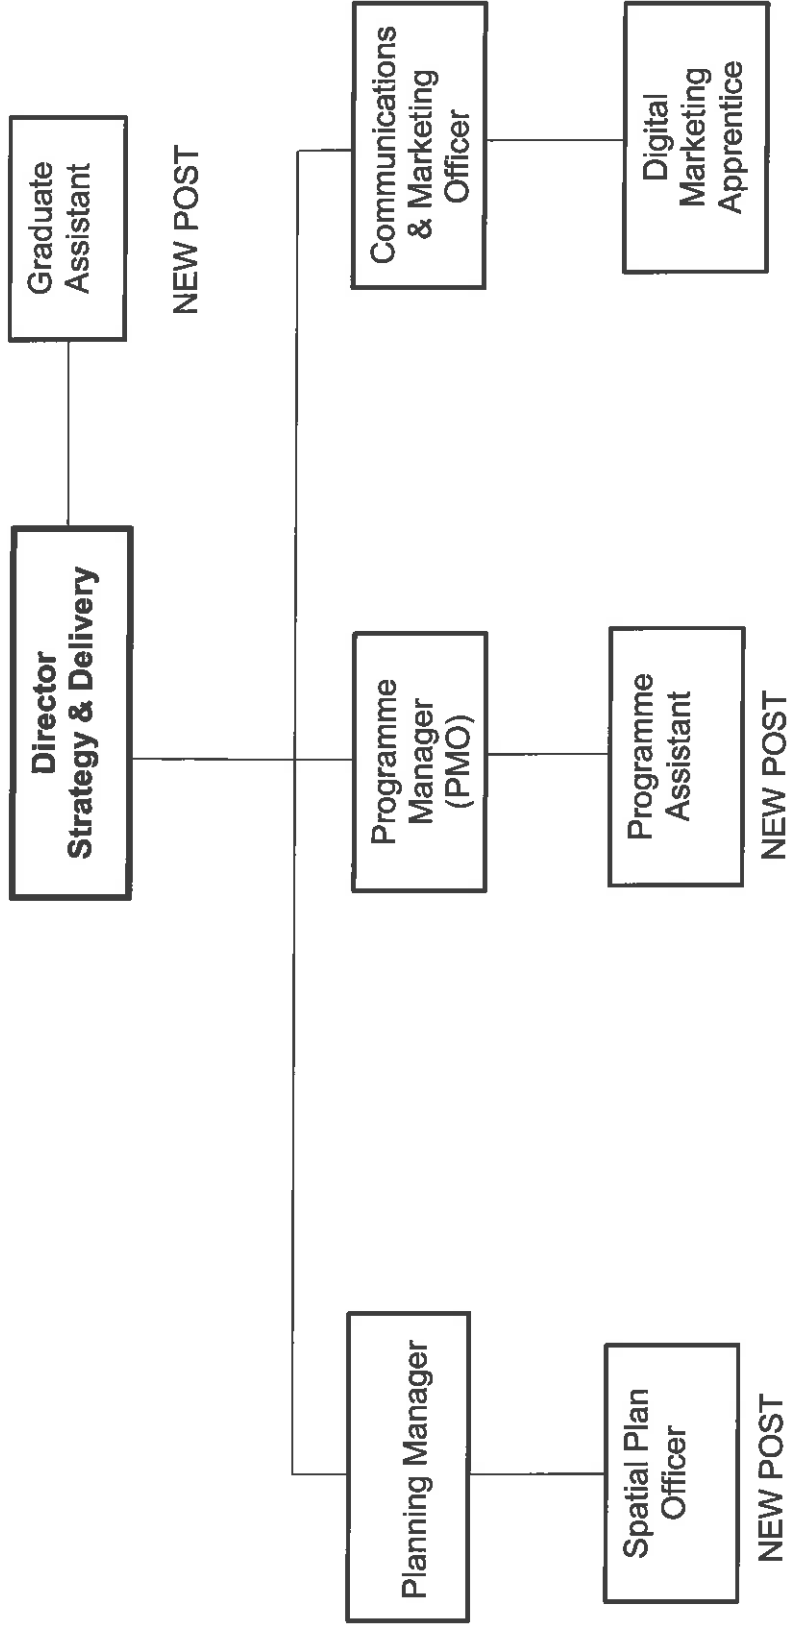 Director
Strategy & Delivery
Graduate
Assistant
NEW POST
Planning Manager
Programme
Manager
(PMO)
Communications
& Marketing
Officer
Spatial Plan
Officer
NEW POST
Programme
Assistant
NEW POST
Digital
Marketing
Apprentice